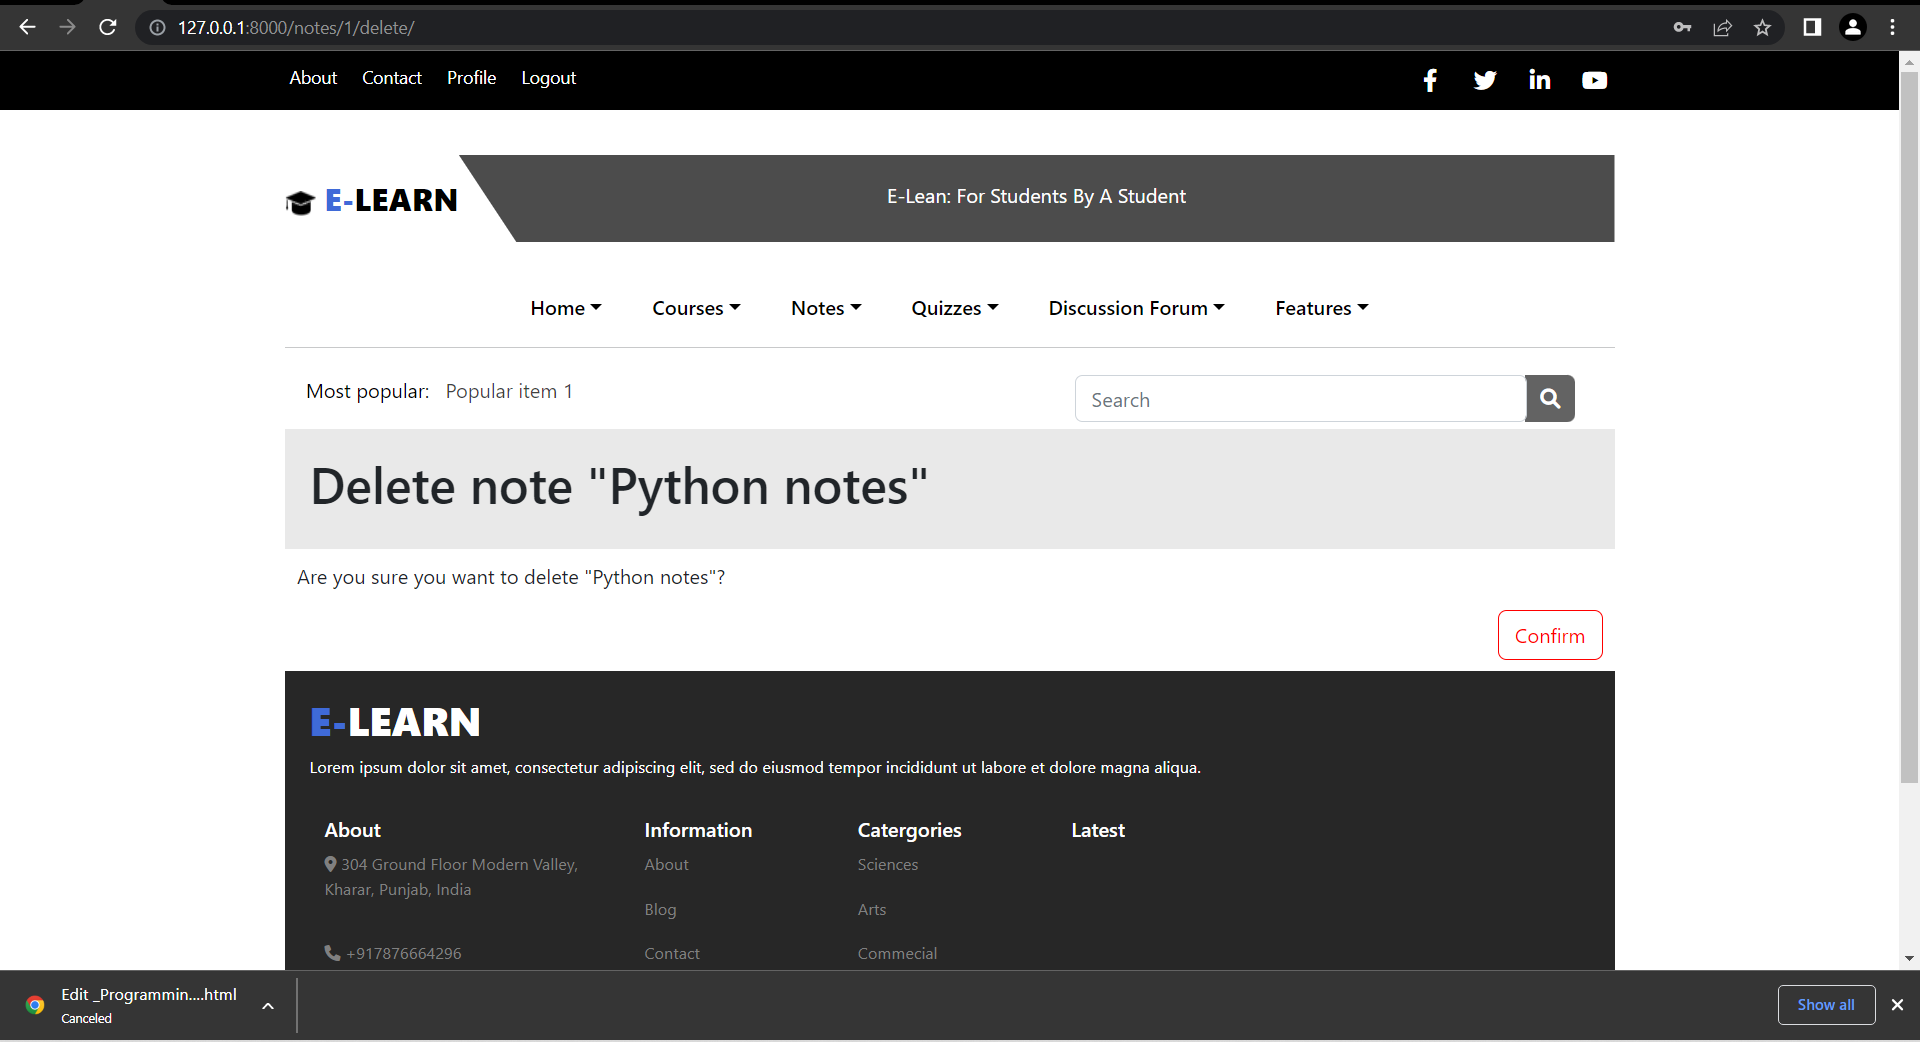 127.0.0.1:8000/notes/1/delete/
About Contact Profile Logout
E-LEARN
E-Lean: For Students By A Student
Home Courses Notes Quizzes Discussion Forum Features
Most popular: Popular item 1
Search
Delete note "Python notes"
Are you sure you want to delete "Python notes"?
Confirm
E-LEARN
Lorem ipsum dolor sit amet, consectetur adipiscing elit, sed do eiusmod tempor incididunt ut labore et dolore magna aliqua.
About Information Catergories Latest
304 Ground Floor Modern Valley, About Sciences
Kharar, Punjab, India
Blog Arts
+917876664296 Contact Commecial
Edit _Programmin....html
Canceled
Show all